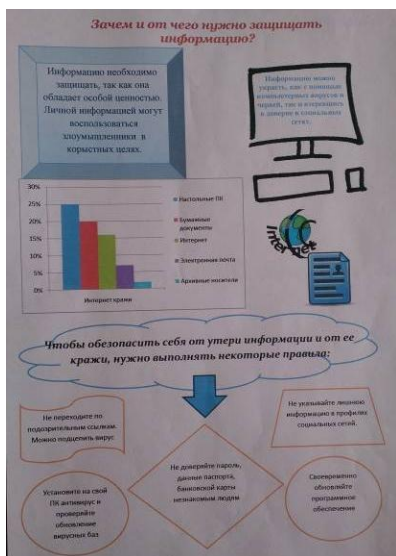 Зачем и от чего нужно защищать
информацию?
Информацию необходимо
защищать, так как она
обладает особой ценностью.
Личной информацией могут
воспользоваться
злоумышленники в
корыстных целях.
Информацию можно
украсть, как с помощью
компьютерных вирусов и
червей, так и
в доверие в социальных
сетях.
30%
25%
20%
15%
10%
5%
0%
Интернет кражи
Настольные ПК
Бумажные
документы
Интернет
Электронная почта
Архивные носители
Internet
Чтобы обезопасить себя от утери информации и от ее
кражи, нужно выполнять некоторые правила:
Не переходите по
подозрительным ссылкам.
Можно подцепить вирус
Не указывайте лишнюю
информацию в профилях
социальных сетей.
Не доверяйте пароль,
данные паспорта,
банковской карты
незнакомым людям
Установите на свой
ПК антивирус и
проверяйте
обновление
вирусных баз
Своевременно
обновляйте
программное
обеспечение